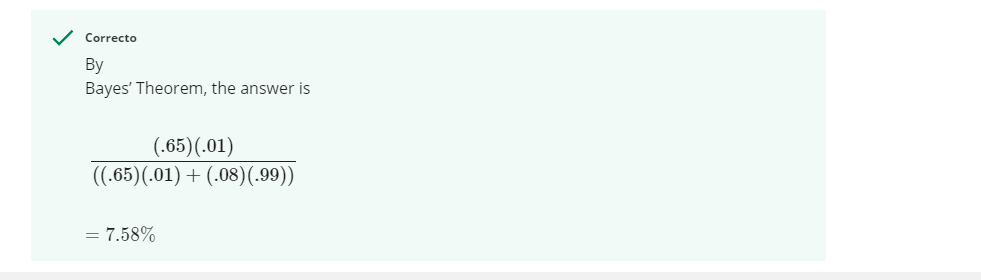 Correcto
By
Bayes’ Theorem, the answer is
(.65)(.01)
((.65)(.01) + (.08)(.99))
= 7.58%